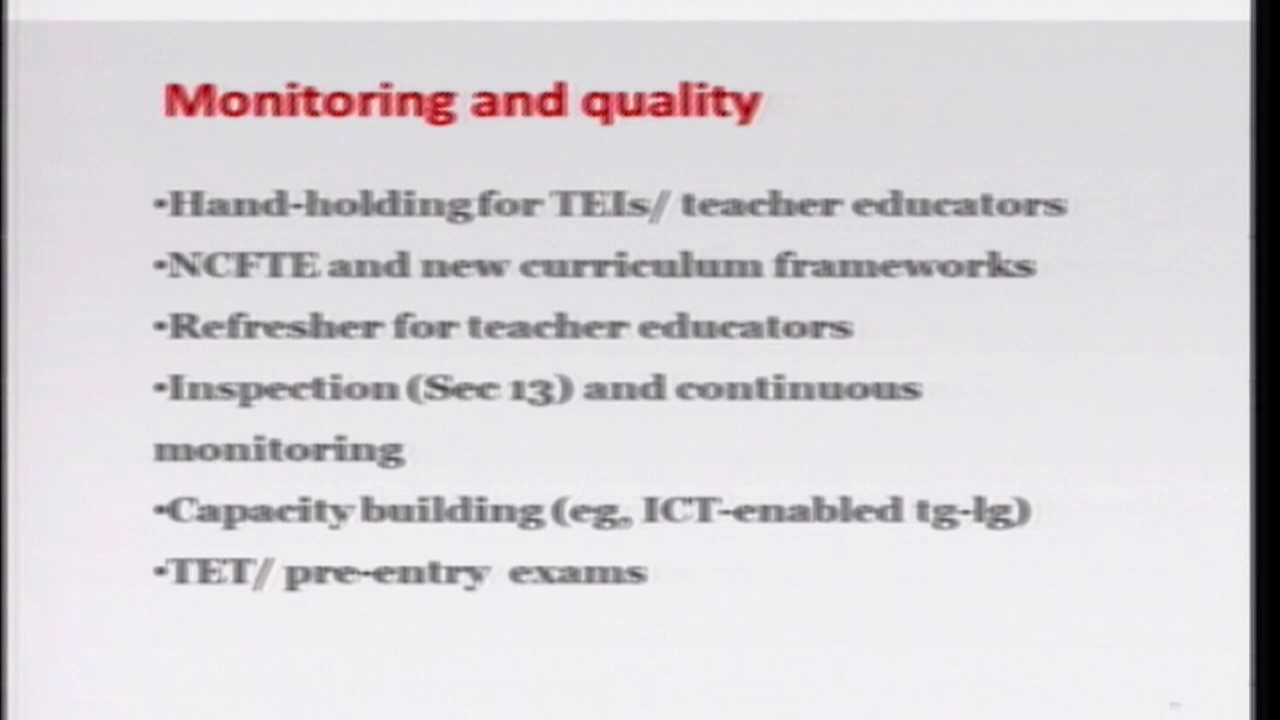 Monitoring and quality
•Hand-holding for TEIs/ teacher educators
•NCFTE and new curriculum frameworks
•Refresher for teacher educators
•Inspection (Sec 13) and continuous
monitoring
•Capacity building (eg, ICT-enabled tg-lg)
•TET/ pre-entry exams